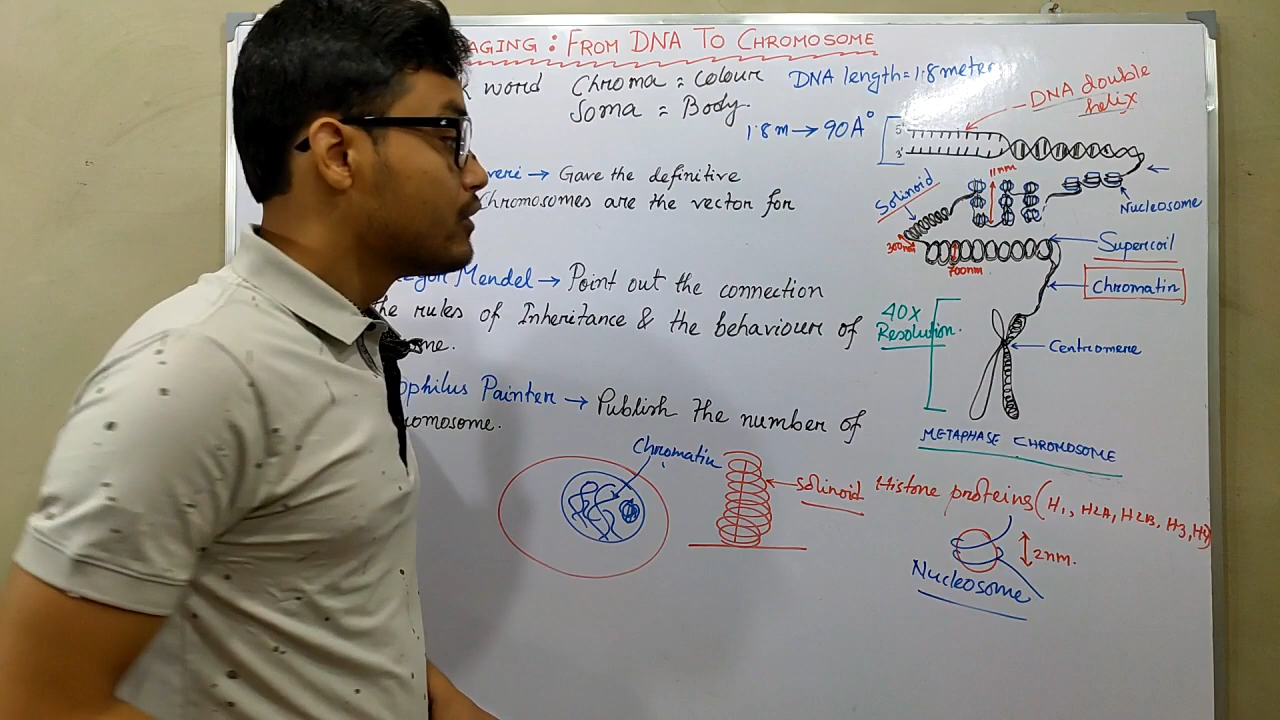 AGING : FROM DNA TO CHROMOSOME
word Chroma = Colour
Soma = Body.
DNA length = 1.8 meter
1.8m → 90A°
DNA double
helix
5'
3'
veri → Gave the definitive
Chromosomes are the vector for
11nm
Nucleosome
Solinoid
300nm
700nm
Supercoil
Chromatin
Mendel → Point out the connection
the rules of Inheritance & the behaviour of
me.
40X
Resolution.
Centromere
ophilus Painter → Publish the number of
omosome.
METAPHASE CHROMOSOME
Chromatin
Solinoid
Histone proteins (H1, H2A, H2B, H3, H4)
2nm.
Nucleosome